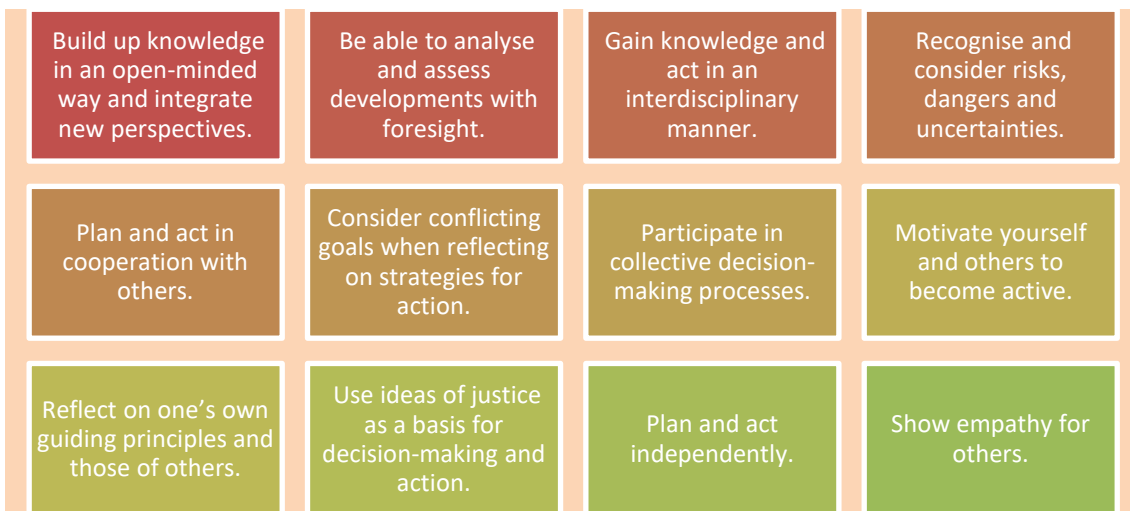 Build up knowledge
in an open-minded
way and integrate
new perspectives.
Be able to analyse
and assess
developments with
foresight.
Gain knowledge and
act in an
interdisciplinary
manner.
Recognise and
consider risks,
dangers and
uncertainties.
Plan and act in
cooperation with
others.
Consider conflicting
goals when reflecting
on strategies for
action.
Participate in
collective decision-
making processes.
Motivate yourself
and others to
become active.
Reflect on one's own
guiding principles and
those of others.
Use ideas of justice
as a basis for
decision-making and
action.
Plan and act
independently.
Show empathy for
others.